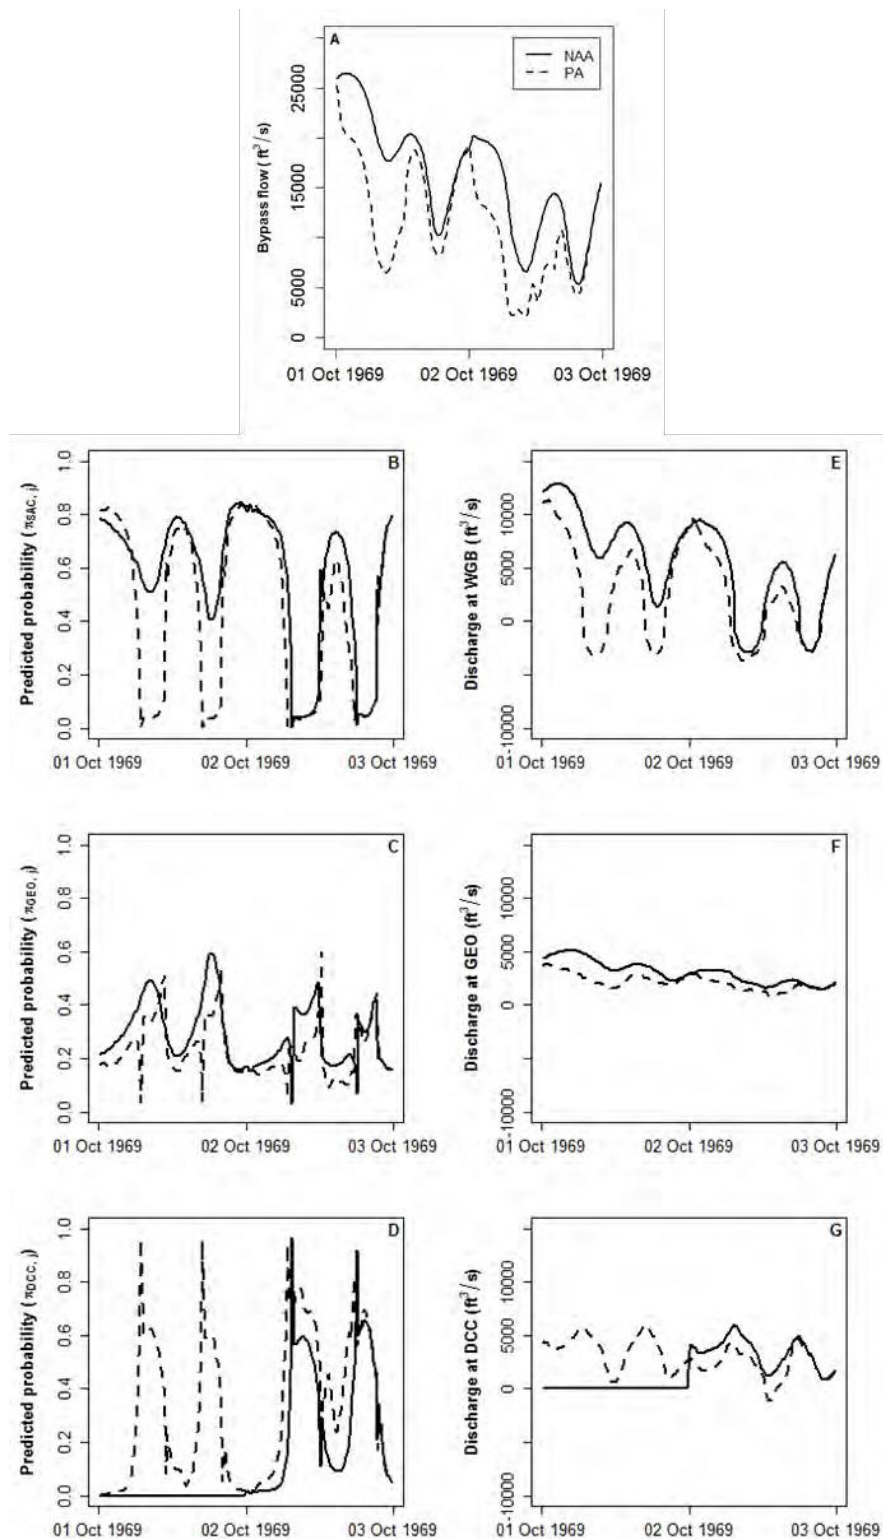 A
NAA
PA
Bypass flow (ft³/s)
25000
15000
5000
0
01 Oct 1969 02 Oct 1969 03 Oct 1969
B
Predicted probability (πSAC, j)
1.0
0.8
0.6
0.4
0.2
0.0
01 Oct 1969 02 Oct 1969 03 Oct 1969
E
Discharge at WGB (ft³/s)
10000
5000
0
-10000
01 Oct 1969 02 Oct 1969 03 Oct 1969
C
Predicted probability (πGEO, j)
1.0
0.8
0.6
0.4
0.2
0.0
01 Oct 1969 02 Oct 1969 03 Oct 1969
F
Discharge at GEO (ft³/s)
10000
5000
0
-10000
01 Oct 1969 02 Oct 1969 03 Oct 1969
D
Predicted probability (πDCC, j)
1.0
0.8
0.6
0.4
0.2
0.0
01 Oct 1969 02 Oct 1969 03 Oct 1969
G
Discharge at DCC (ft³/s)
10000
5000
0
-10000
01 Oct 1969 02 Oct 1969 03 Oct 1969